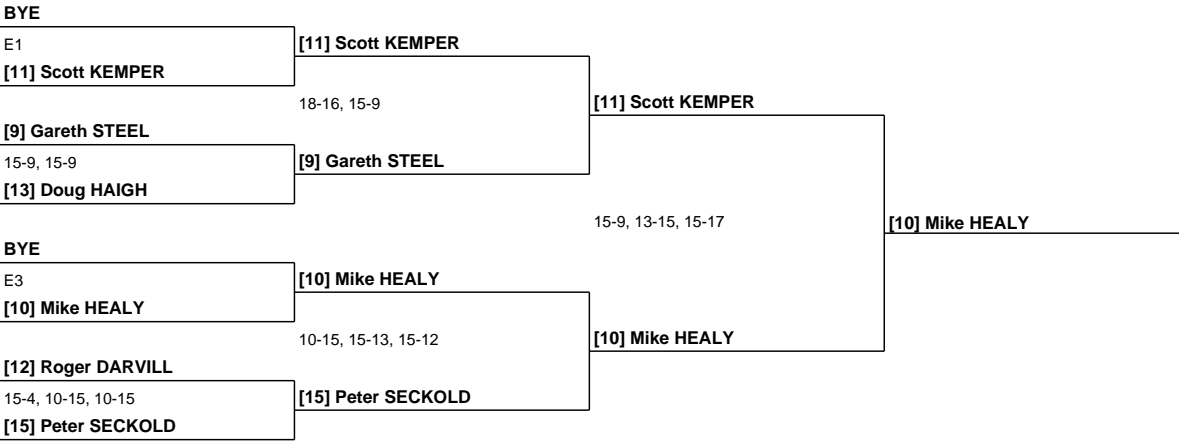 BYE
E1
[11] Scott KEMPER
[11] Scott KEMPER
18-16, 15-9
[11] Scott KEMPER
[9] Gareth STEEL
15-9, 15-9
[9] Gareth STEEL
[13] Doug HAIGH
15-9, 13-15, 15-17
[10] Mike HEALY
BYE
E3
[10] Mike HEALY
[10] Mike HEALY
10-15, 15-13, 15-12
[10] Mike HEALY
[12] Roger DARVILL
15-4, 10-15, 10-15
[15] Peter SECKOLD
[15] Peter SECKOLD